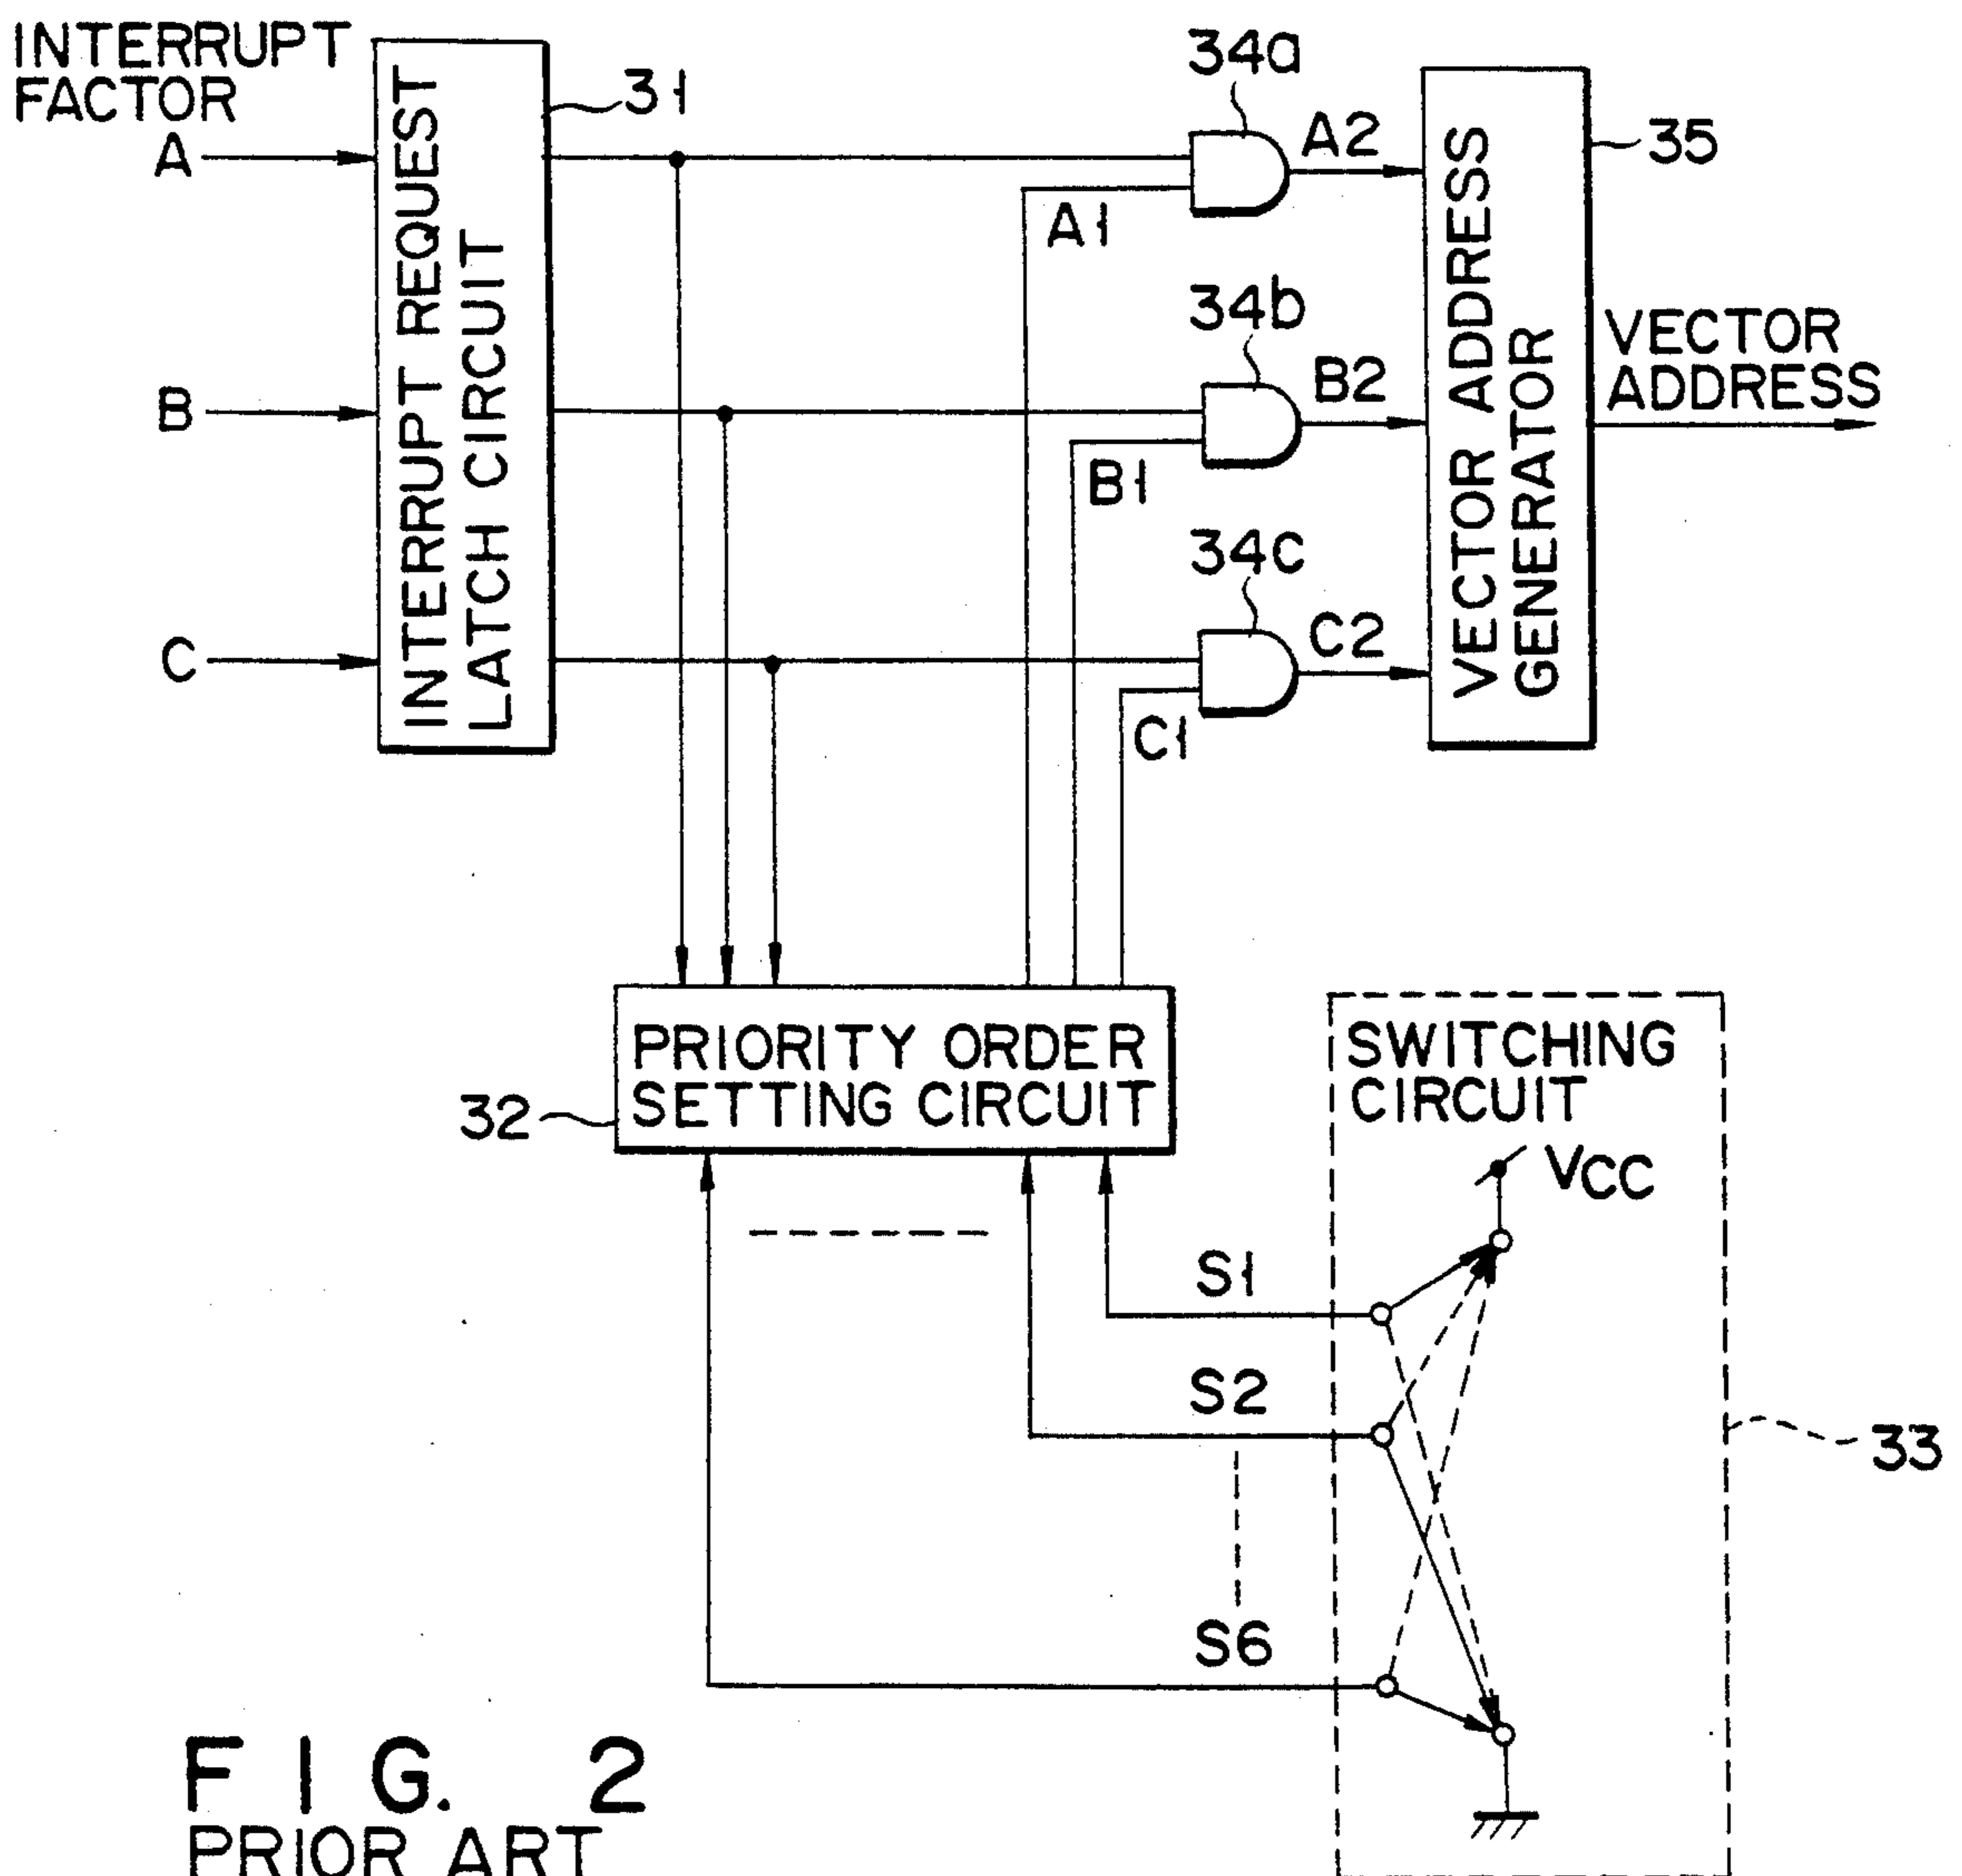 INTERRUPT
FACTOR
A
B
C
INTERRUPT REQUEST
LATCH CIRCUIT
31
34a
A1
A2
34b
B1
B2
34c
C1
C2
VECTOR ADDRESS
GENERATOR
35
VECTOR
ADDRESS
PRIORITY ORDER
SETTING CIRCUIT
32
SWITCHING
CIRCUIT
VCC
S1
S2
S6
33
FIG. 2
PRIOR ART